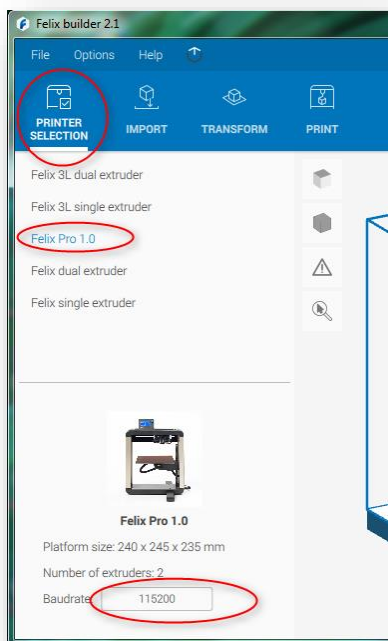 Felix builder 2.1
File Options Help
PRINTER SELECTION
IMPORT
TRANSFORM
PRINT
Felix 3L dual extruder
Felix 3L single extruder
Felix Pro 1.0
Felix dual extruder
Felix single extruder
Felix Pro 1.0
Platform size: 240 x 245 x 235 mm
Number of extruders: 2
Baudrate: 115200